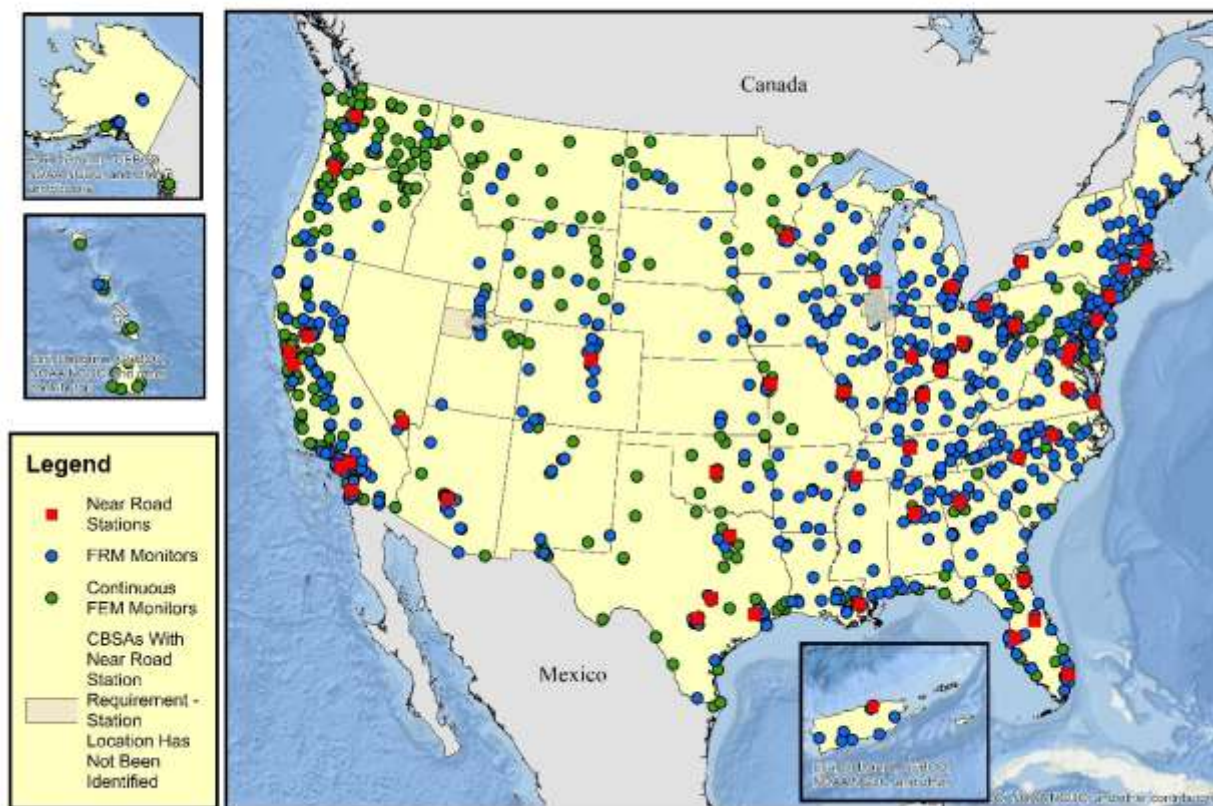 Canada
Mexico
Legend
Near Road
Stations
FRM Monitors
Continuous
FEM Monitors
CBSAs With
Near Road
Station
Requirement -
Station
Location Has
Not Been
Identified